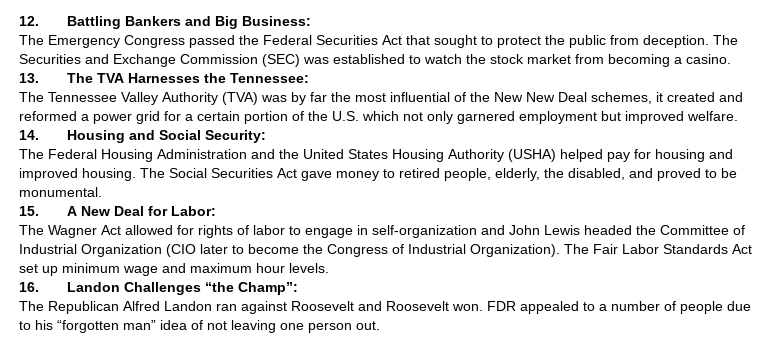 12. Battling Bankers and Big Business:
The Emergency Congress passed the Federal Securities Act that sought to protect the public from deception. The
Securities and Exchange Commission (SEC) was established to watch the stock market from becoming a casino.
13. The TVA Harnesses the Tennessee:
The Tennessee Valley Authority (TVA) was by far the most influential of the New New Deal schemes, it created and
reformed a power grid for a certain portion of the U.S. which not only garnered employment but improved welfare.
14. Housing and Social Security:
The Federal Housing Administration and the United States Housing Authority (USHA) helped pay for housing and
improved housing. The Social Securities Act gave money to retired people, elderly, the disabled, and proved to be
monumental.
15. A New Deal for Labor:
The Wagner Act allowed for rights of labor to engage in self-organization and John Lewis headed the Committee of
Industrial Organization (CIO later to become the Congress of Industrial Organization). The Fair Labor Standards Act
set up minimum wage and maximum hour levels.
16. Landon Challenges “the Champ”:
The Republican Alfred Landon ran against Roosevelt and Roosevelt won. FDR appealed to a number of people due
to his “forgotten man” idea of not leaving one person out.